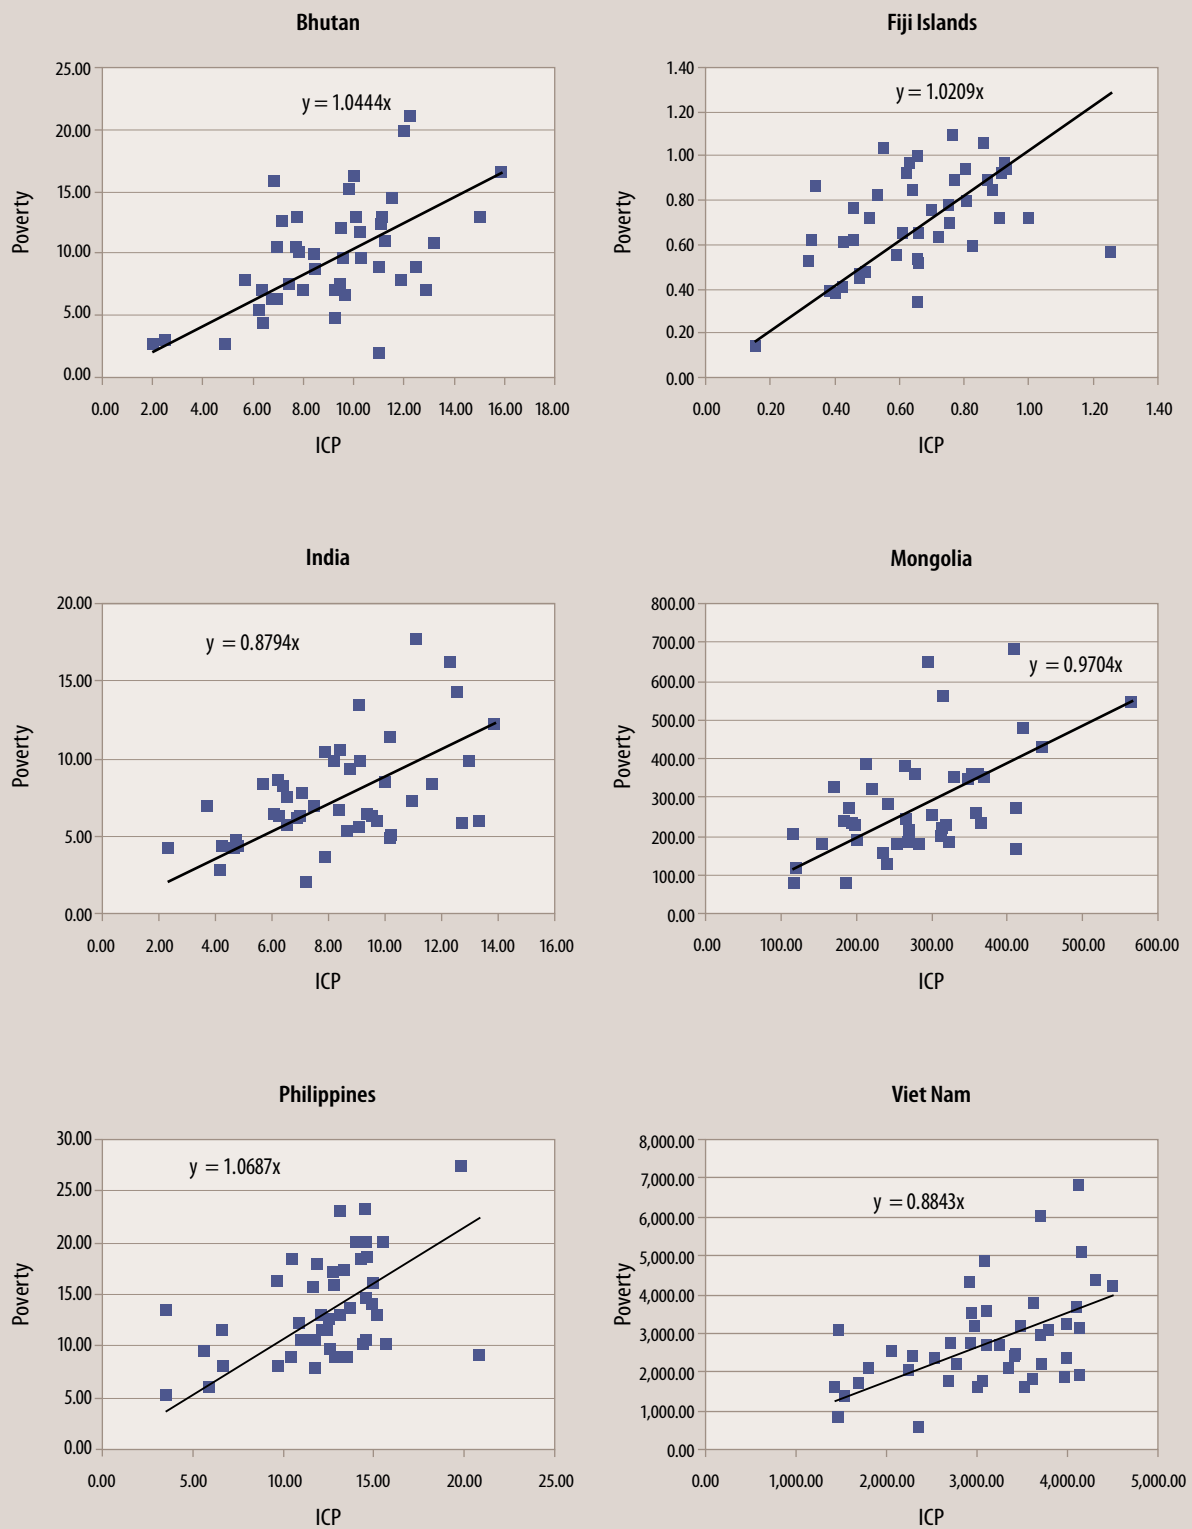 Bhutan
y = 1.0444x
25.00
20.00
15.00
10.00
5.00
0.00
Poverty
0.00 2.00 4.00 6.00 8.00 10.00 12.00 14.00 16.00 18.00
ICP
Fiji Islands
y = 1.0209x
1.40
1.20
1.00
0.80
0.60
0.40
0.20
0.00
Poverty
0.00 0.20 0.40 0.60 0.80 1.00 1.20 1.40
ICP
India
y = 0.8794x
20.00
15.00
10.00
5.00
0.00
Poverty
0.00 2.00 4.00 6.00 8.00 10.00 12.00 14.00 16.00
ICP
Mongolia
y = 0.9704x
800.00
700.00
600.00
500.00
400.00
300.00
200.00
100.00
0.00
Poverty
0.00 100.00 200.00 300.00 400.00 500.00 600.00
ICP
Philippines
y = 1.0687x
30.00
25.00
20.00
15.00
10.00
5.00
0.00
Poverty
0.00 5.00 10.00 15.00 20.00 25.00
ICP
Viet Nam
y = 0.8843x
8,000.00
7,000.00
6,000.00
5,000.00
4,000.00
3,000.00
2,000.00
1,000.00
0.00
Poverty
0.00 1,000.00 2,000.00 3,000.00 4,000.00 5,000.00
ICP